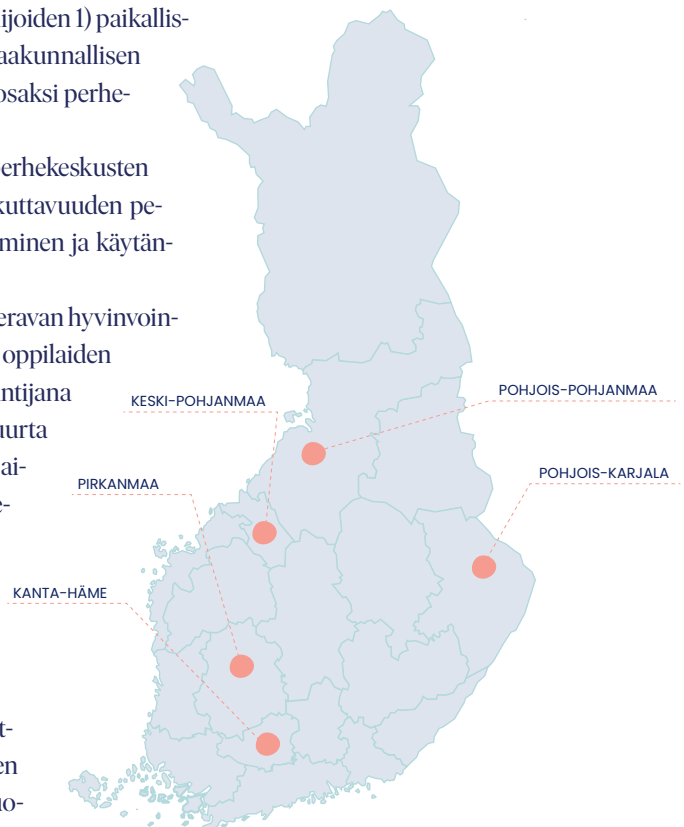 ijoiden 1) paikallis-
aakunnallisen
osaksi perhe-
erhekeskusten
kuttavuuden pe-
minen ja käytän-
eravan hyvinvoin-
oppilaiden
ntijana
uurta
ai-
e-
t-
en
uo-
KESKI-POHJANMAA
POHJOIS-POHJANMAA
PIRKANMAA
POHJOIS-KARJALA
KANTA-HÄME